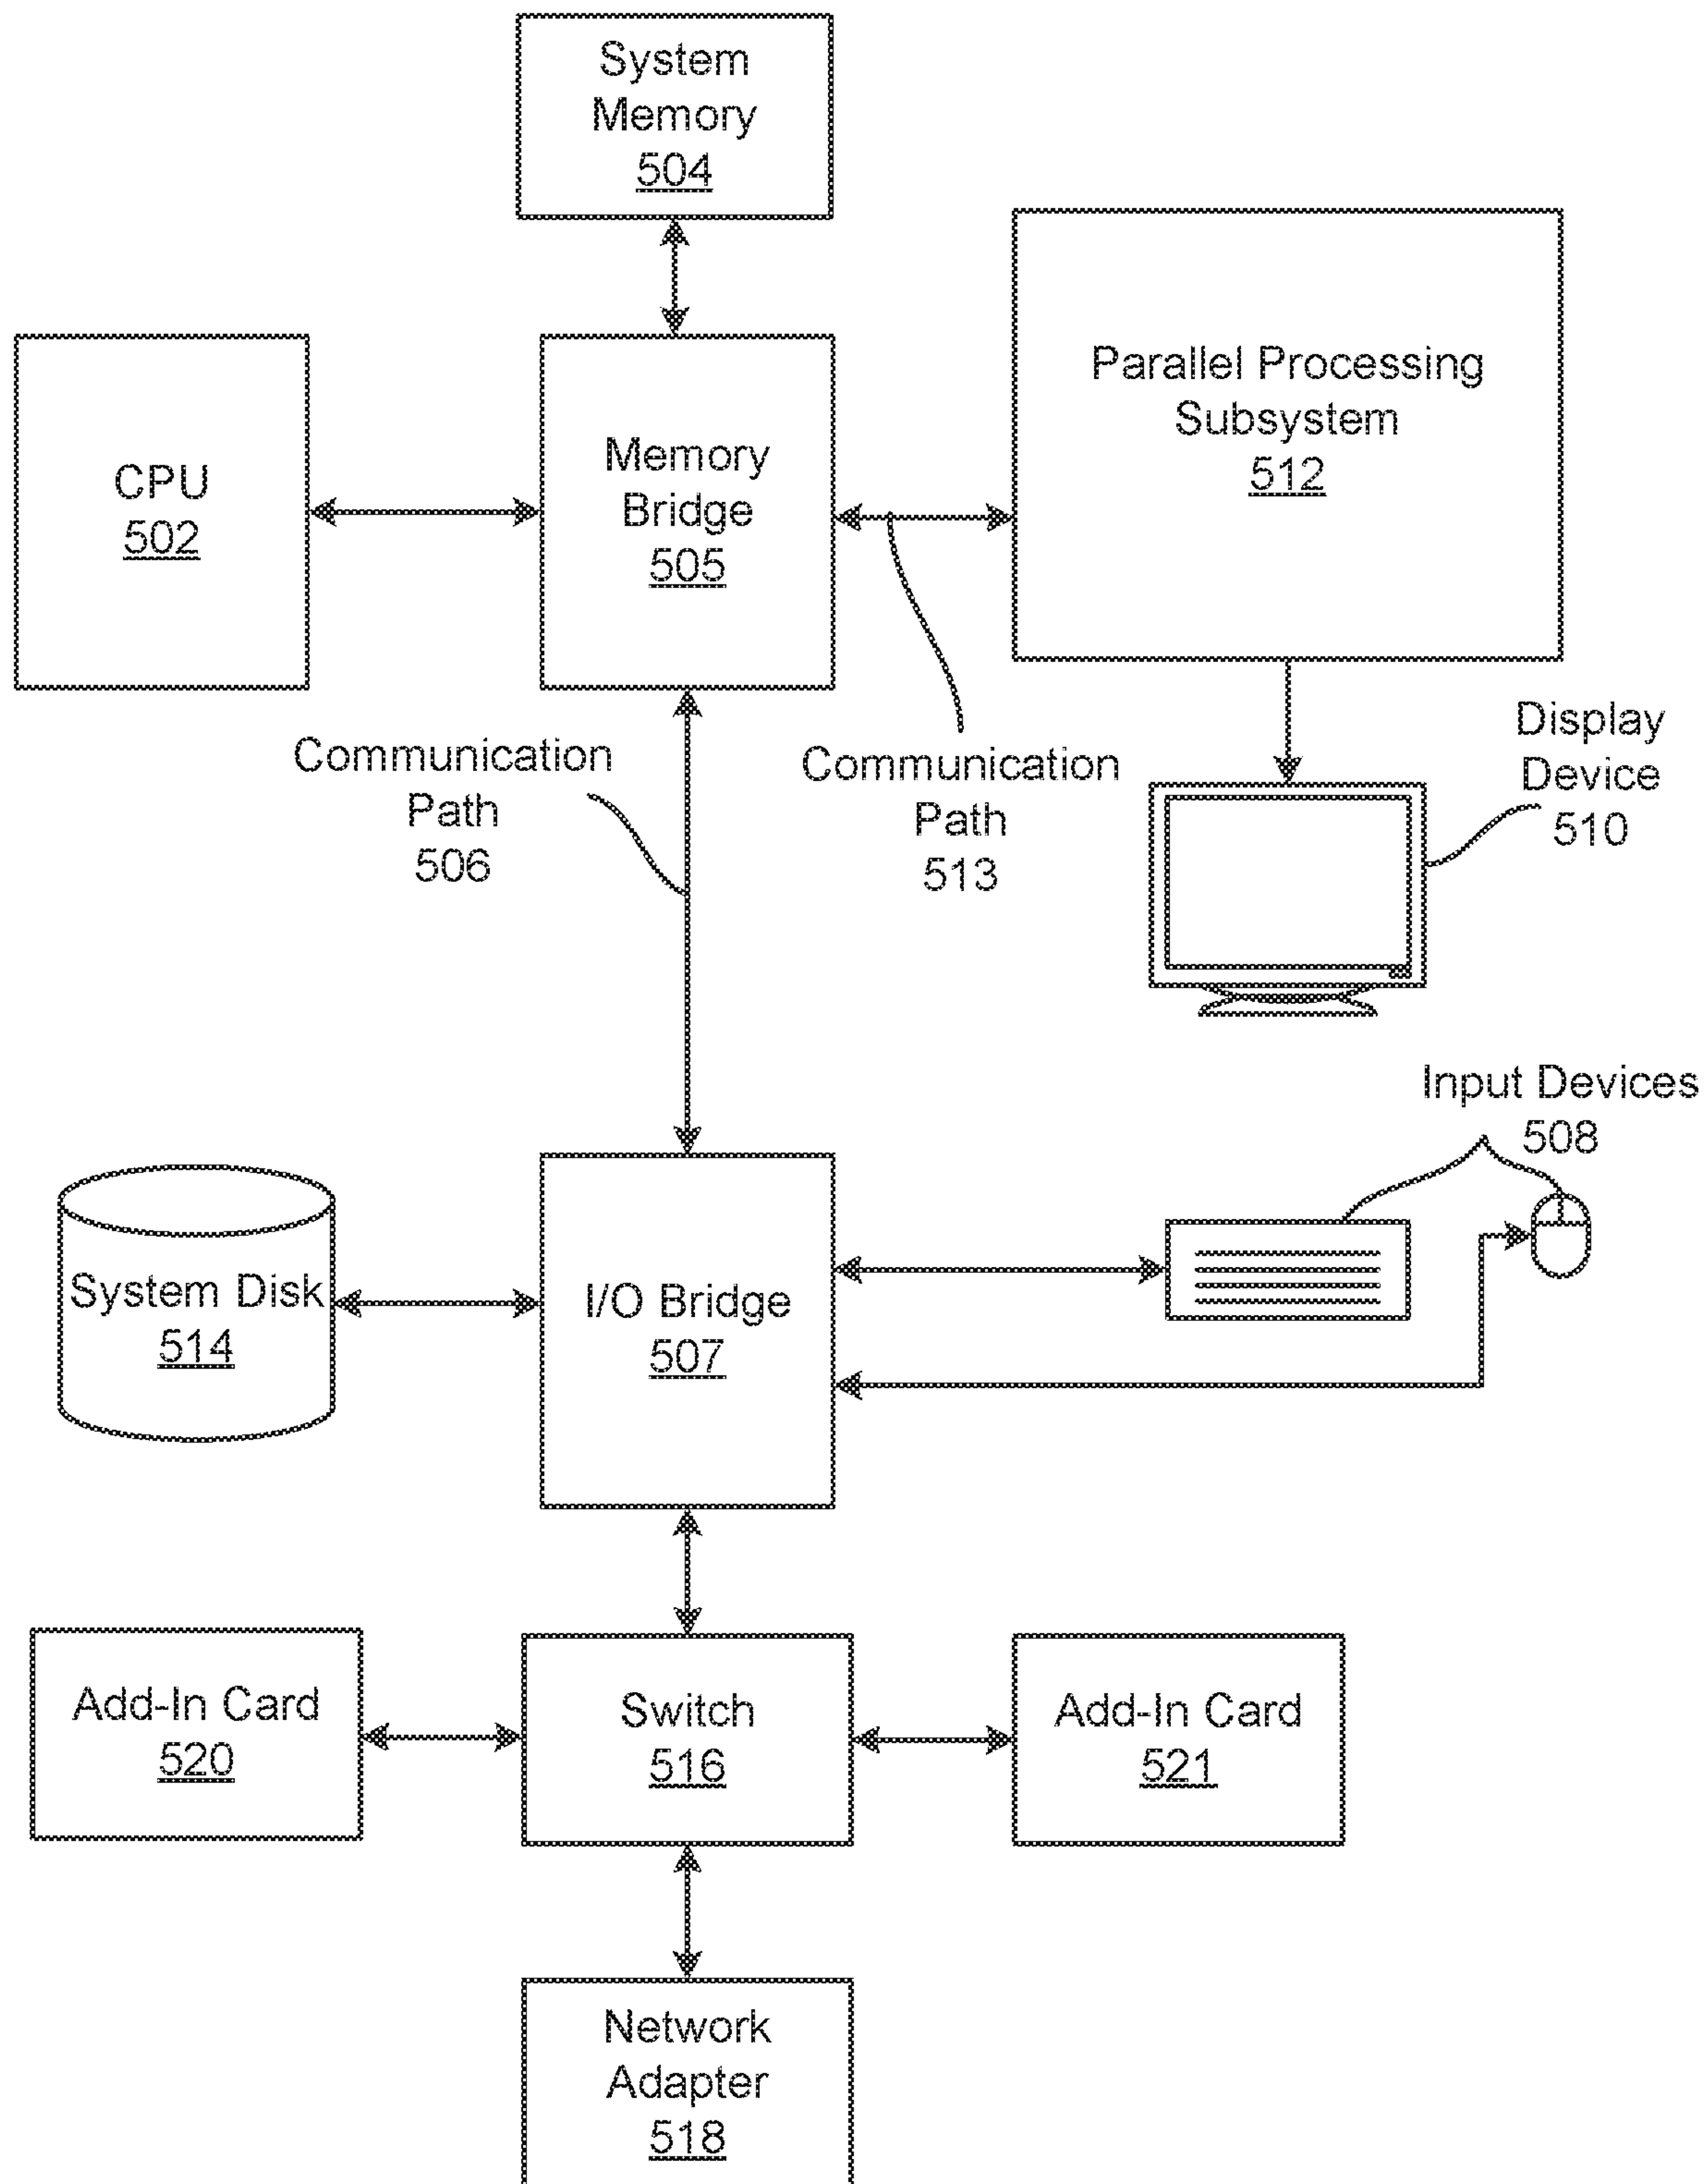 System
Memory
504
CPU
502
Memory
Bridge
505
Parallel Processing
Subsystem
512
Communication
Path
506
Communication
Path
513
Display
Device
510
Input Devices
508
System Disk
514
I/O Bridge
507
Add-In Card
520
Switch
516
Add-In Card
521
Network
Adapter
518